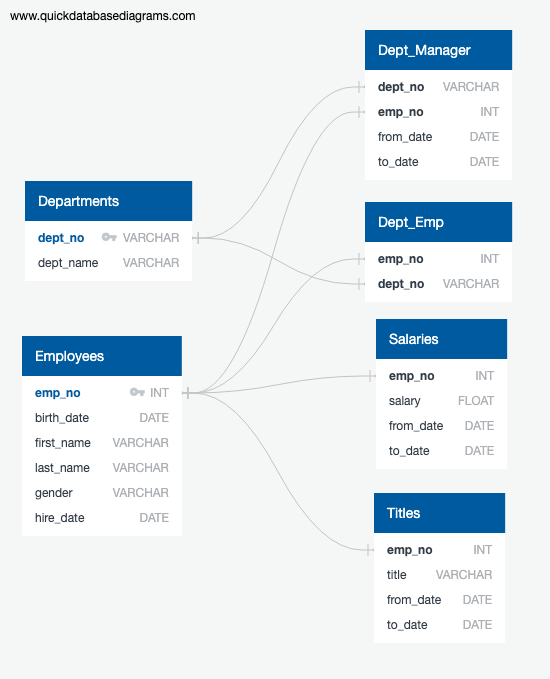 www.quickdatabasediagrams.com
Dept_Manager
dept_no VARCHAR
emp_no INT
from_date DATE
to_date DATE
Departments
dept_no VARCHAR
dept_name VARCHAR
Dept_Emp
emp_no INT
dept_no VARCHAR
Employees
emp_no INT
birth_date DATE
first_name VARCHAR
last_name VARCHAR
gender VARCHAR
hire_date DATE
Salaries
emp_no INT
salary FLOAT
from_date DATE
to_date DATE
Titles
emp_no INT
title VARCHAR
from_date DATE
to_date DATE